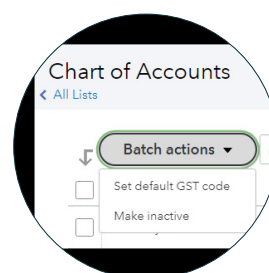 Chart of Accounts
< All Lists
Batch actions ▼
Set default GST code
Make inactive